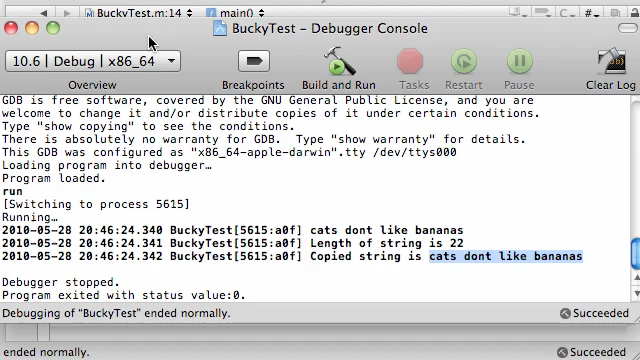 BuckyTest.m:14 main() C #
BuckyTest – Debugger Console
10.6 | Debug | x86_64
Overview Breakpoints Build and Run Tasks Restart Pause Clear Log
GDB is free software, covered by the GNU General Public License, and you are
welcome to change it and/or distribute copies of it under certain conditions.
Type "show copying" to see the conditions.
There is absolutely no warranty for GDB.  Type "show warranty" for details.
This GDB was configured as "x86_64-apple-darwin".tty /dev/ttys000
Loading program into debugger…
Program loaded.
run
[Switching to process 5615]
Running…
2010-05-28 20:46:24.340 BuckyTest[5615:a0f] cats dont like bananas
2010-05-28 20:46:24.341 BuckyTest[5615:a0f] Length of string is 22
2010-05-28 20:46:24.342 BuckyTest[5615:a0f] Copied string is cats dont like bananas
Debugger stopped.
Program exited with status value:0.
Debugging of “BuckyTest” ended normally. Succeeded
ended normally. Succeeded